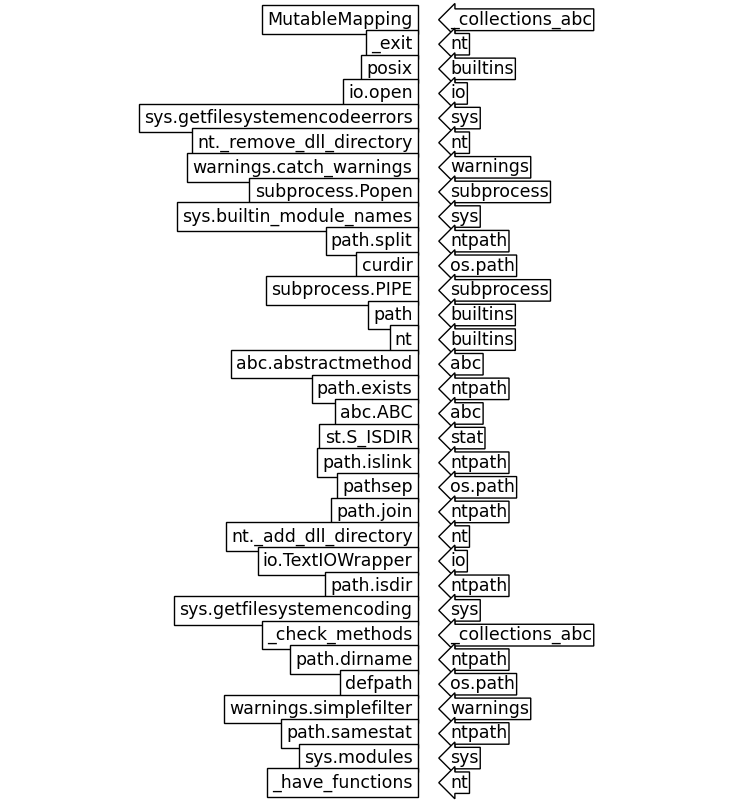 MutableMapping _collections_abc
_exit nt
posix builtins
io.open io
sys.getfilesystemencodeerrors sys
nt._remove_dll_directory nt
warnings.catch_warnings warnings
subprocess.Popen subprocess
sys.builtin_module_names sys
path.split ntpath
curdir os.path
subprocess.PIPE subprocess
path builtins
nt builtins
abc.abstractmethod abc
path.exists ntpath
abc.ABC abc
st.S_ISDIR stat
path.islink ntpath
pathsep os.path
path.join ntpath
nt._add_dll_directory nt
io.TextIOWrapper io
path.isdir ntpath
sys.getfilesystemencoding sys
_check_methods _collections_abc
path.dirname ntpath
defpath os.path
warnings.simplefilter warnings
path.samestat ntpath
sys.modules sys
_have_functions nt